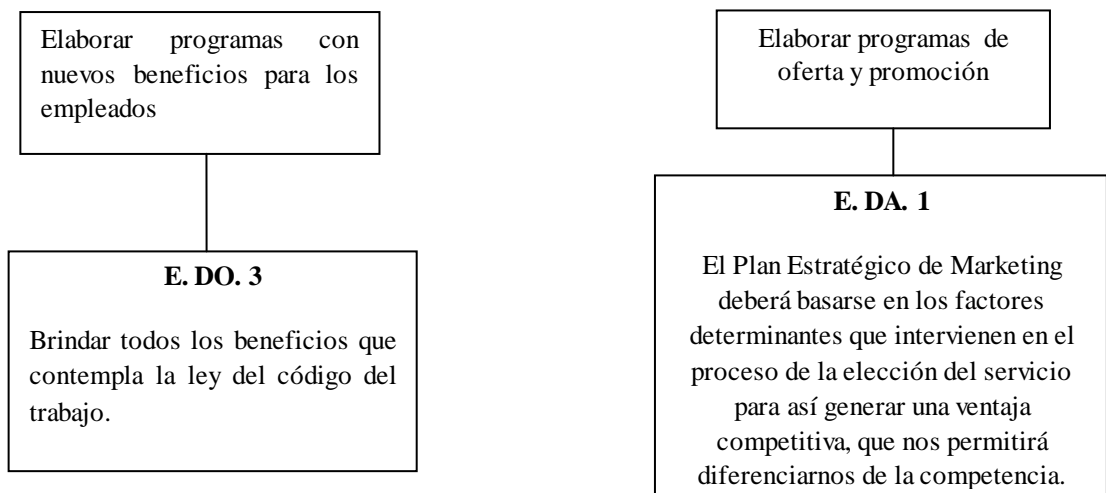 Elaborar programas con
nuevos beneficios para los
empleados
E. DO. 3
Brindar todos los beneficios que
contempla la ley del código del
trabajo.
Elaborar programas de
oferta y promoción
E. DA. 1
El Plan Estratégico de Marketing
deberá basarse en los factores
determinantes que intervienen en el
proceso de la elección del servicio
para así generar una ventaja
competitiva, que nos permitirá
diferenciarnos de la competencia.